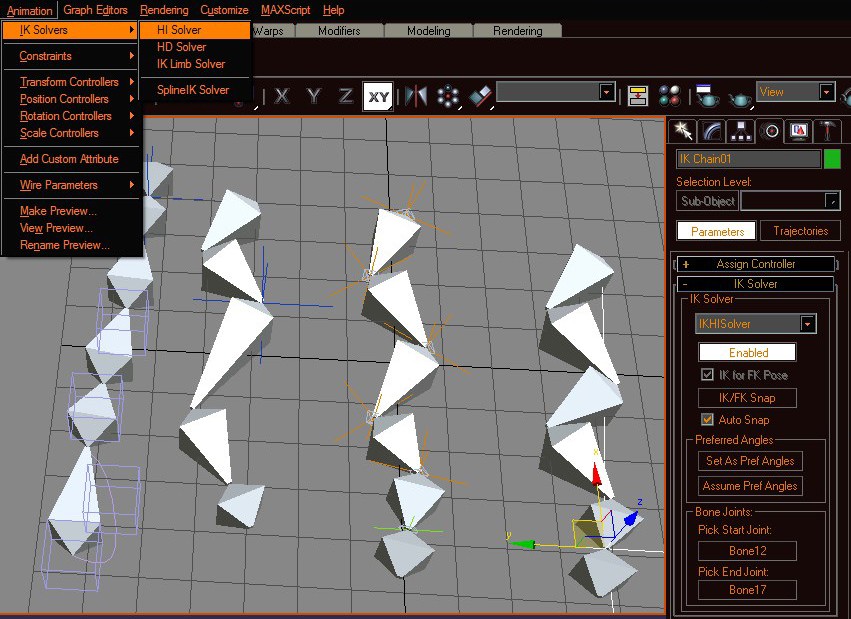 Animation Graph Editors Rendering Customize MAXScript Help
IK Solvers HI Solver Warps Modifiers Modeling Rendering
HD Solver
Constraints IK Limb Solver
Transform Controllers SplineIK Solver
Position Controllers XY View
X Y Z
Rotation Controllers
Scale Controllers
Add Custom Attribute
Wire Parameters
Make Preview...
View Preview...
Rename Preview...
IK Chain01
Selection Level:
Sub-Object
Parameters Trajectories
+ Assign Controller
- IK Solver
IK Solver
IKHISolver
Enabled
IK for FK Pose
IK/FK Snap
Auto Snap
Preferred Angles
Set As Pref Angles
Assume Pref Angles
Bone Joints:
Pick Start Joint:
Bone12
Pick End Joint:
Bone17
x
y
z